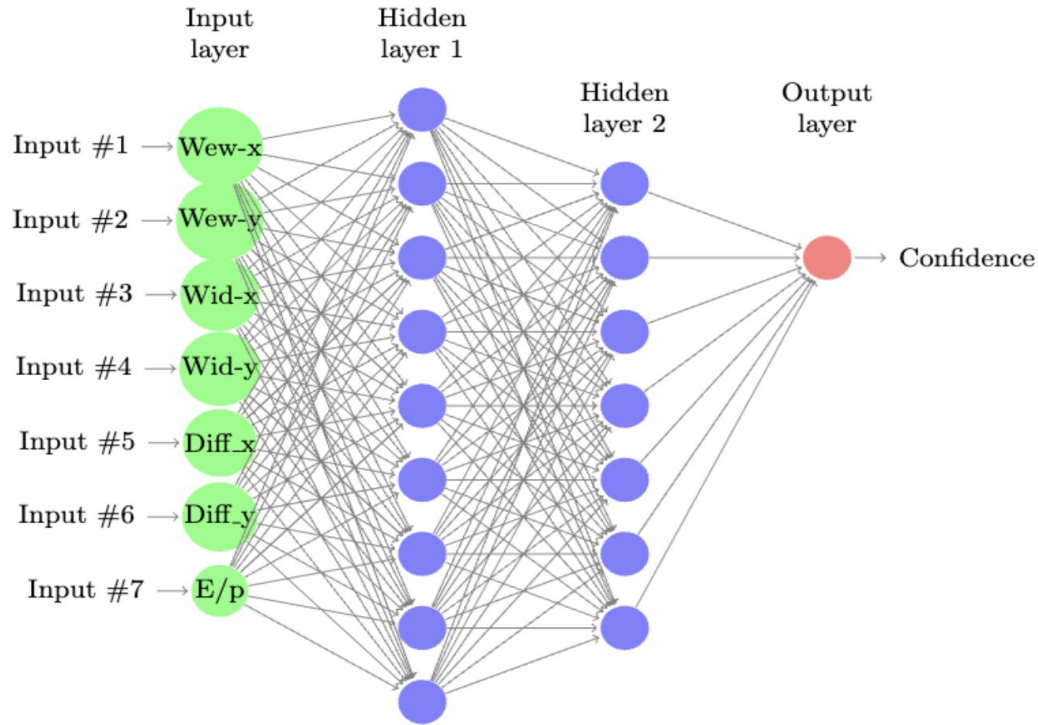 Input
layer
Hidden
layer 1
Hidden
layer 2
Output
layer
Input #1
Wew-x
Input #2
Wew-y
Input #3
Wid-x
Input #4
Wid-y
Input #5
Diff_x
Input #6
Diff_y
Input #7
E/p
Confidence